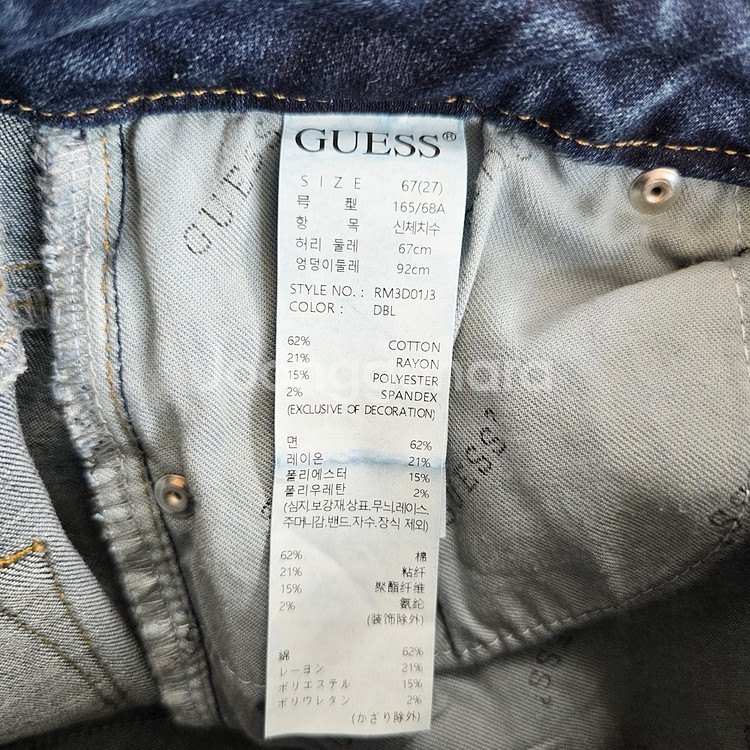 GUESS®
SIZE 67(27)
号 型 165/68A
항 목 신체치수
허리 둘레 67cm
엉덩이둘레 92cm
STYLE NO. : RM3D01J3
COLOR : DBL
62% COTTON
21% RAYON
15% POLYESTER
2% SPANDEX
(EXCLUSIVE OF DECORATION)
면 62%
레이온 21%
폴리에스터 15%
폴리우레탄 2%
(심지.보강재.상표.무늬.레이스.
주머니감.밴드.자수.장식 제외)
62% 棉
21% 粘纤
15% 聚酯纤维
2% 氨纶
(装饰除外)
綿 62%
レーヨン 21%
ポリエステル 15%
ポリウレタン 2%
(かざり除外)
GUESS